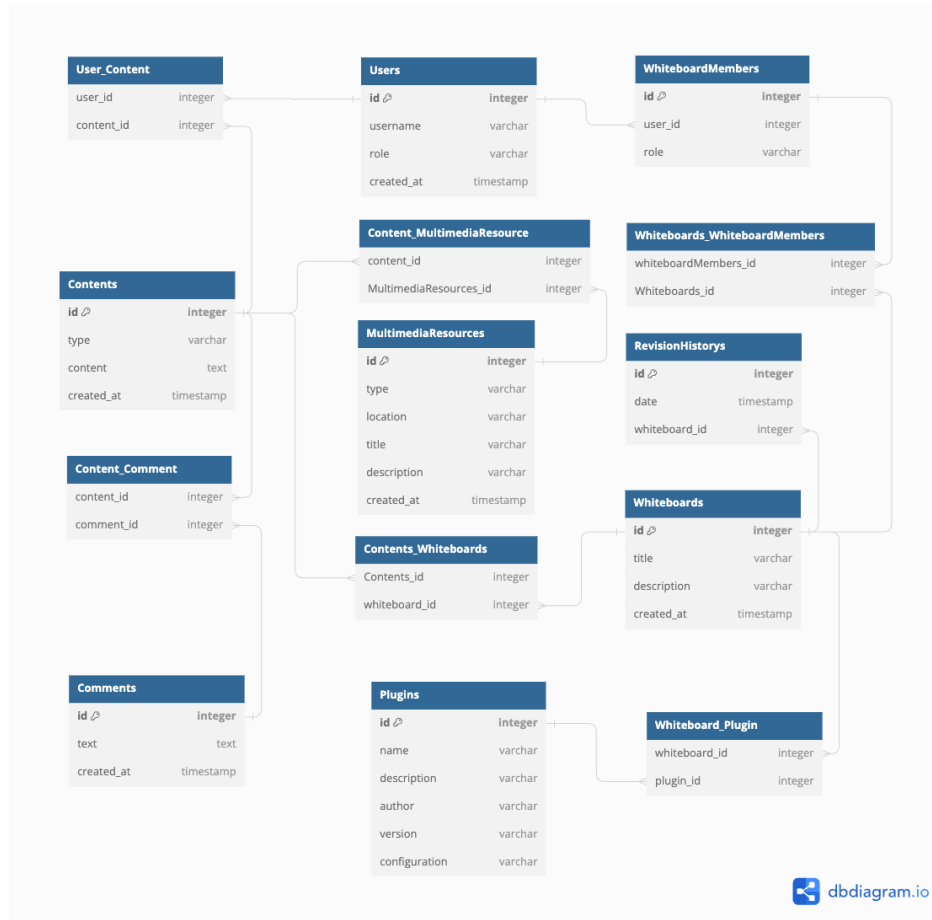 User_Content
user_id integer
content_id integer
Users
id integer
username varchar
role varchar
created_at timestamp
WhiteboardMembers
id integer
user_id integer
role varchar
Content_MultimediaResource
content_id integer
MultimediaResources_id integer
Whiteboards_WhiteboardMembers
whiteboardMembers_id integer
Whiteboards_id integer
Contents
id integer
type varchar
content text
created_at timestamp
MultimediaResources
id integer
type varchar
location varchar
title varchar
description varchar
created_at timestamp
RevisionHistorys
id integer
date timestamp
whiteboard_id integer
Content_Comment
content_id integer
comment_id integer
Contents_Whiteboards
Contents_id integer
whiteboard_id integer
Whiteboards
id integer
title varchar
description varchar
created_at timestamp
Comments
id integer
text text
created_at timestamp
Plugins
id integer
name varchar
description varchar
author varchar
version varchar
configuration varchar
Whiteboard_Plugin
whiteboard_id integer
plugin_id integer
dbdiagram.io